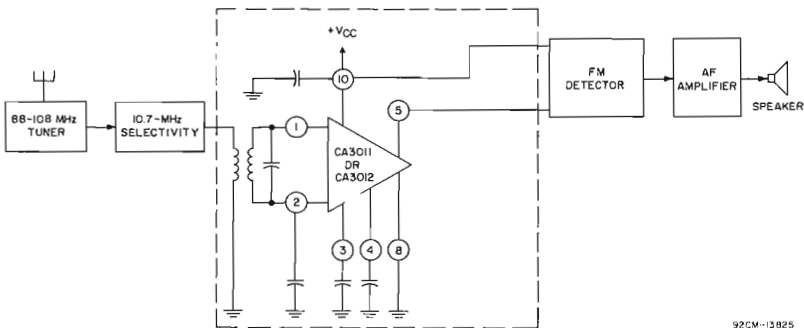 +VCC
10
5
88-108 MHz
TUNER
10.7-MHz
SELECTIVITY
1
2
CA3011
OR
CA3012
3
4
8
FM
DETECTOR
AF
AMPLIFIER
SPEAKER
92CM-13825